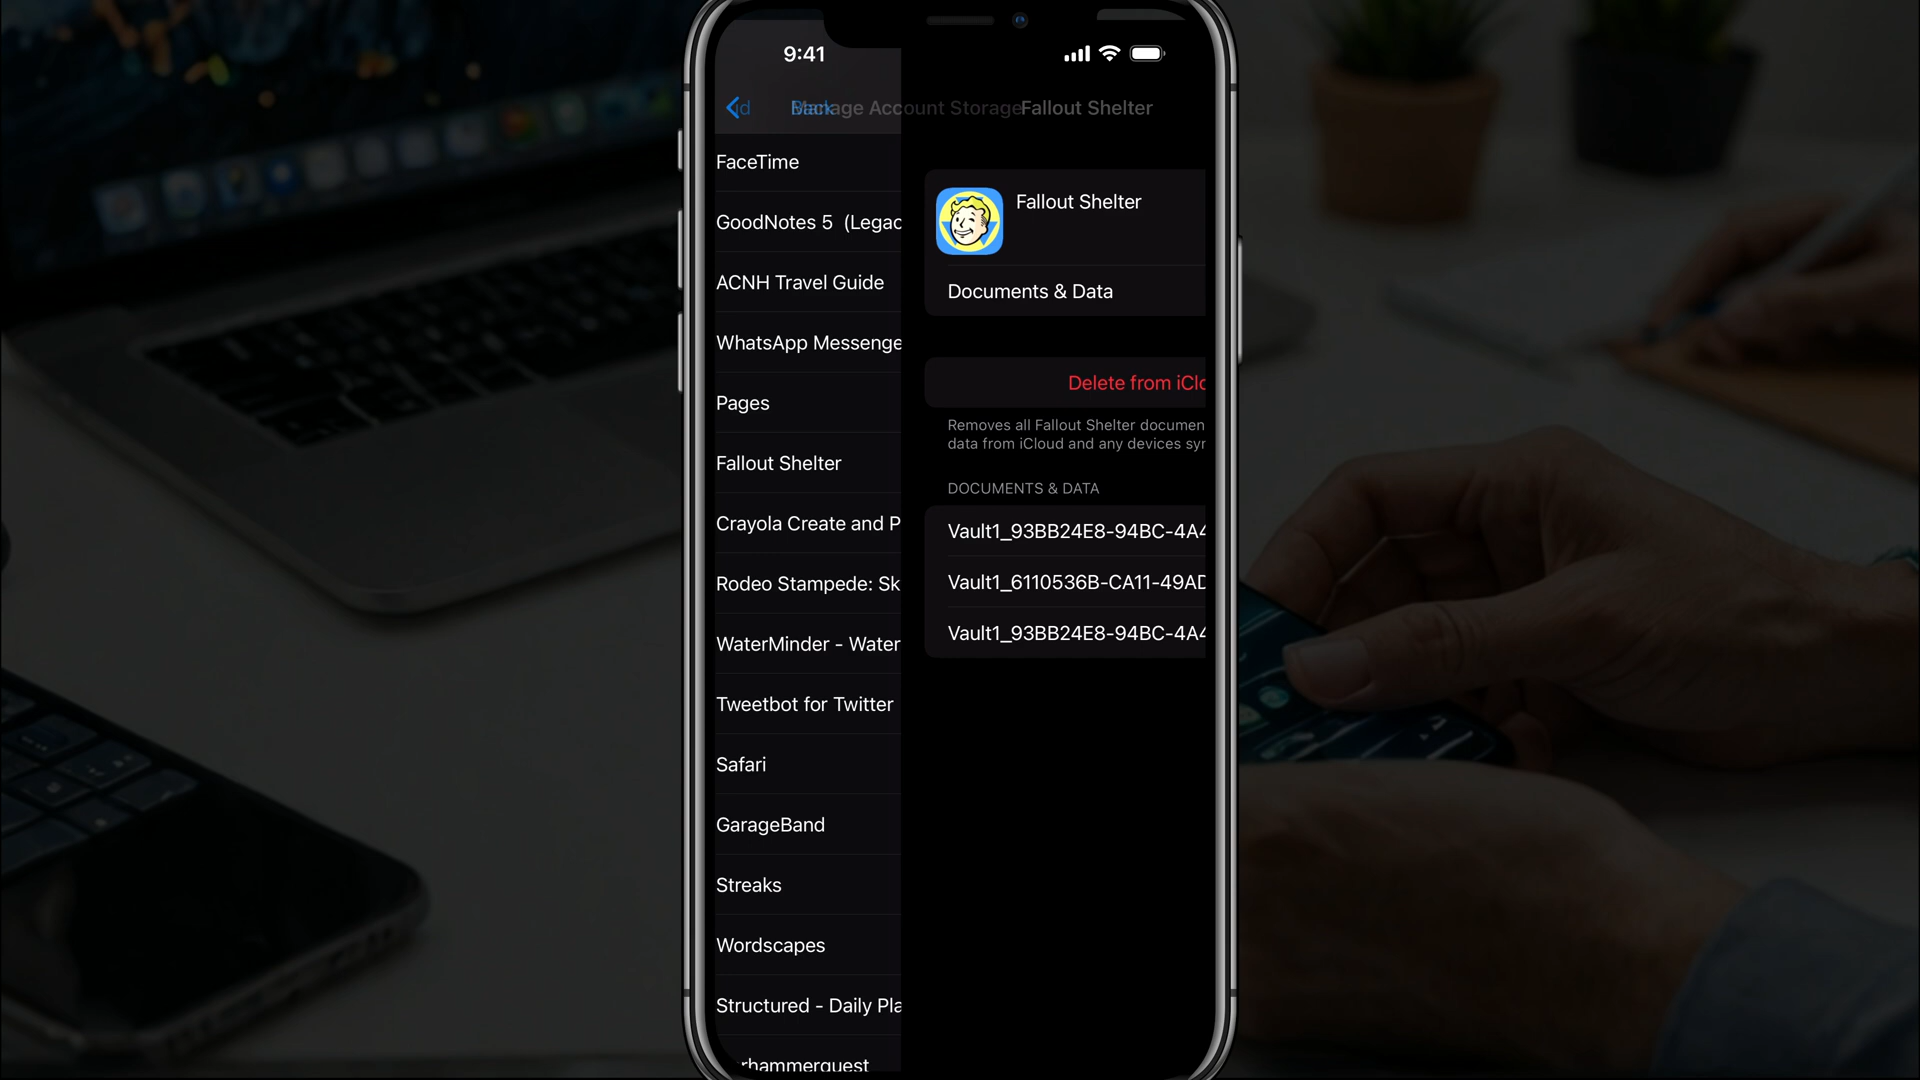 9:41
Manage Account Storage
Fallout Shelter
FaceTime
GoodNotes 5 (Legac
ACNH Travel Guide
WhatsApp Messenge
Pages
Fallout Shelter
Crayola Create and P
Rodeo Stampede: Sk
WaterMinder - Water
Tweetbot for Twitter
Safari
GarageBand
Streaks
Wordscapes
Structured - Daily Pla
rhammerquest
Fallout Shelter
Documents & Data
Delete from iClo
Removes all Fallout Shelter documen
data from iCloud and any devices syn
DOCUMENTS & DATA
Vault1_93BB24E8-94BC-4A4
Vault1_6110536B-CA11-49AD
Vault1_93BB24E8-94BC-4A4